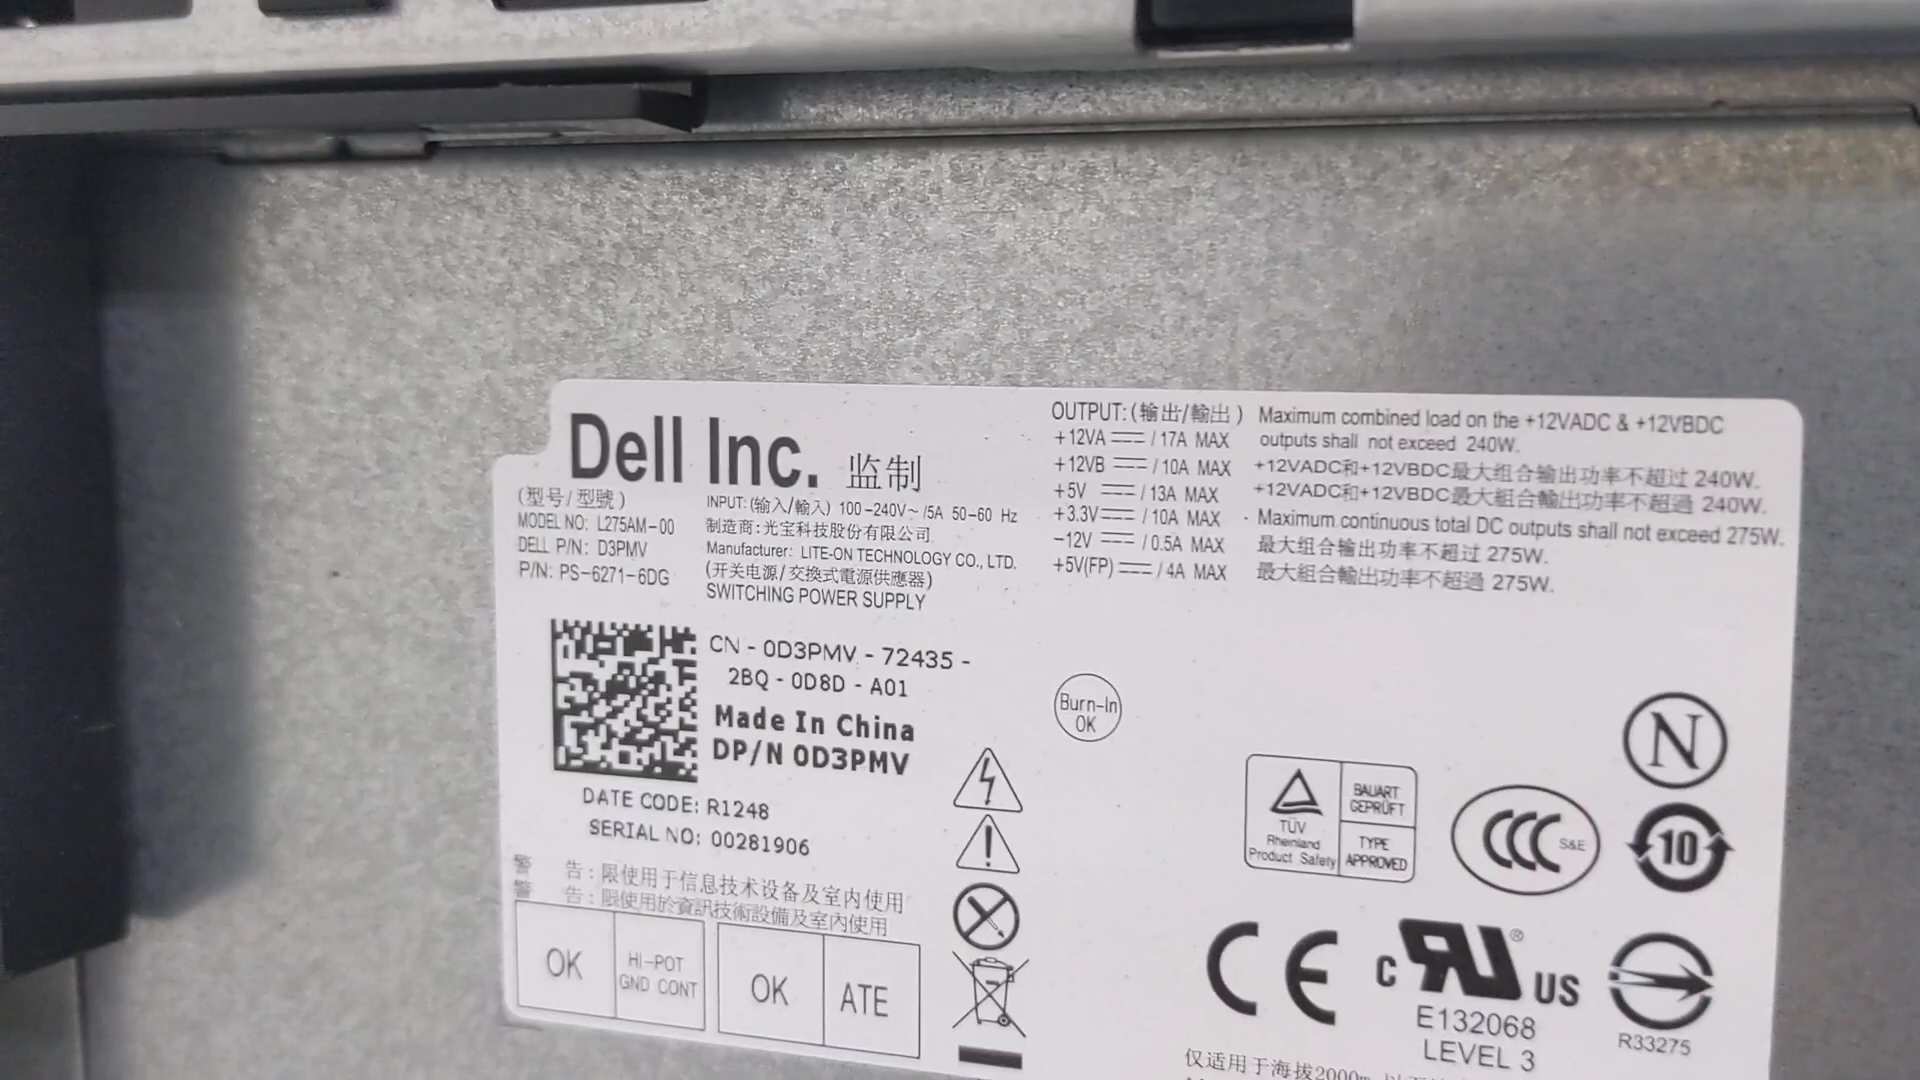 Dell Inc. 监制
(型号/型號)
MODEL NO: L275AM-00
DELL P/N: D3PMV
P/N: PS-6271-6DG
INPUT: (输入/輸入) 100-240V~ /5A 50-60 Hz
制造商: 光宝科技股份有限公司
Manufacturer: LITE-ON TECHNOLOGY CO., LTD.
(开关电源/交換式電源供應器)
SWITCHING POWER SUPPLY
OUTPUT: (输出/輸出)
+12VA ⎓ / 17A MAX
+12VB ⎓ / 10A MAX
+5V ⎓ / 13A MAX
+3.3V ⎓ / 10A MAX
-12V ⎓ / 0.5A MAX
+5V(FP) ⎓ / 4A MAX
Maximum combined load on the +12VADC & +12VBDC
outputs shall not exceed 240W.
+12VADC和+12VBDC最大组合输出功率不超过 240W.
+12VADC和+12VBDC最大組合輸出功率不超過 240W.
Maximum continuous total DC outputs shall not exceed 275W.
最大组合输出功率不超过 275W.
最大組合輸出功率不超過 275W.
CN - 0D3PMV - 72435 -
2BQ - 0D8D - A01
Made In China
DP/N 0D3PMV
DATE CODE: R1248
SERIAL NO: 00281906
警 告: 限使用于信息技术设备及室内使用
警 告: 限使用於資訊技術設備及室內使用
OK
HI-POT
GND CONT
OK
ATE
Burn-In
OK
TÜV
Rheinland
Product Safety
BAUART
GEPRÜFT
TYPE
APPROVED
CCC S&E
N
10
CE
c RU ® US
E132068
LEVEL 3
R33275
仅适用于海拔2000m